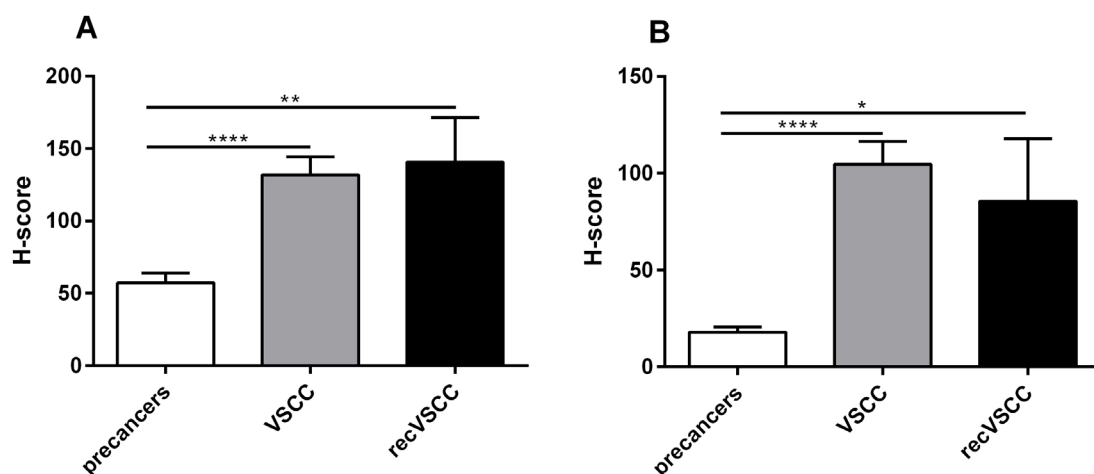 A
H-score
200
150
100
50
0
**
****
precancers
VSCC
recVSCC
B
H-score
150
100
50
0
*
****
precancers
VSCC
recVSCC